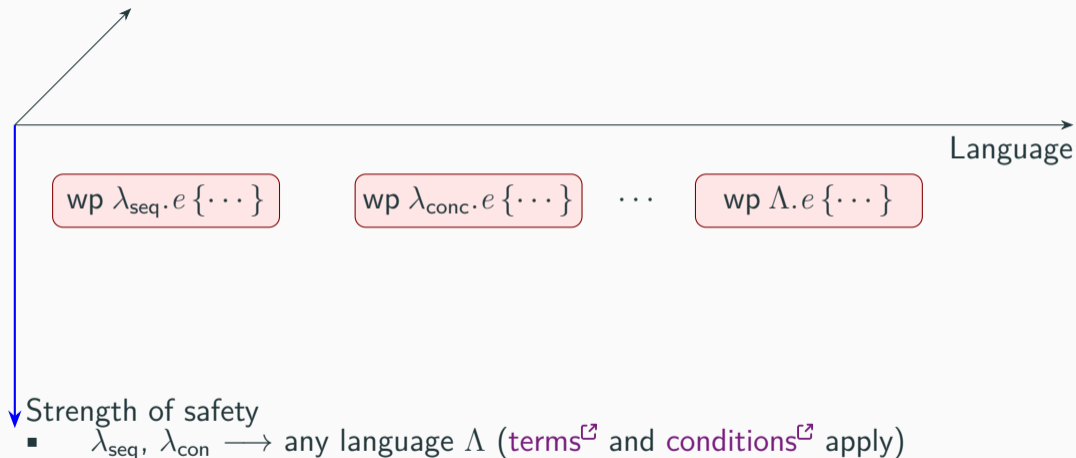 Language
wp λseq.e {···} wp λconc.e {···} ··· wp Λ.e {···}
Strength of safety
▪ λseq, λcon ⟶ any language Λ (terms and conditions apply)